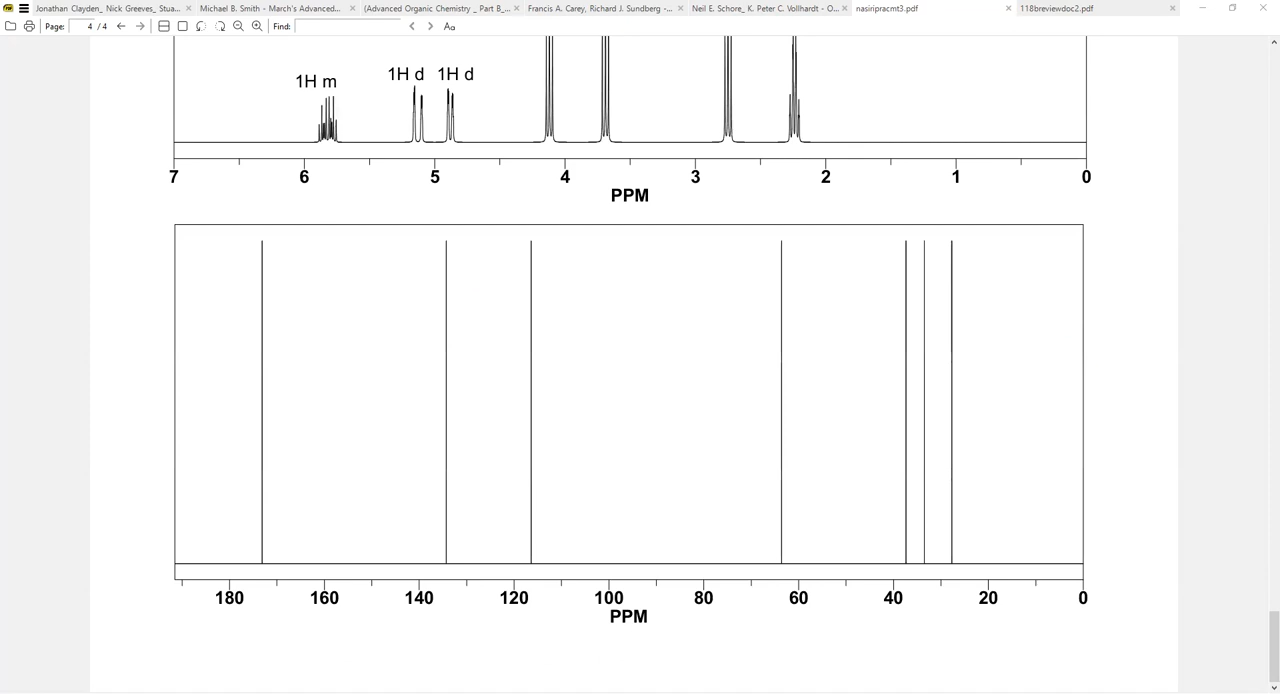 Jonathan Clayden_ Nick Greeves_ Stua...
Michael B. Smith - March's Advanced...
(Advanced Organic Chemistry _ Part B_...
Francis A. Carey, Richard J. Sundberg -...
Neil E. Schore_ K. Peter C. Vollhardt - O...
nasiripracmt3.pdf
118breviewdoc2.pdf
Page: 4 / 4 Find: Aa
1H m 1H d 1H d
7 6 5 4 3 2 1 0
PPM
180 160 140 120 100 80 60 40 20 0
PPM